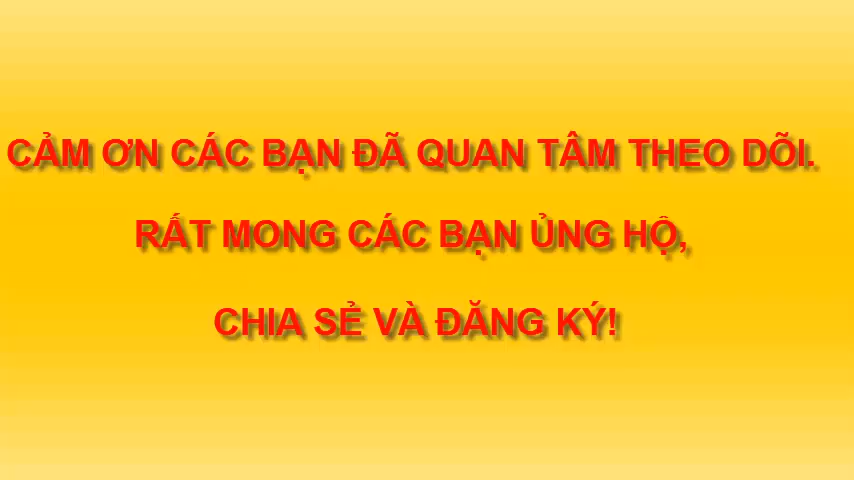 CẢM ƠN CÁC BẠN ĐÃ QUAN TÂM THEO DÕI.
RẤT MONG CÁC BẠN ỦNG HỘ,
CHIA SẺ VÀ ĐĂNG KÝ!